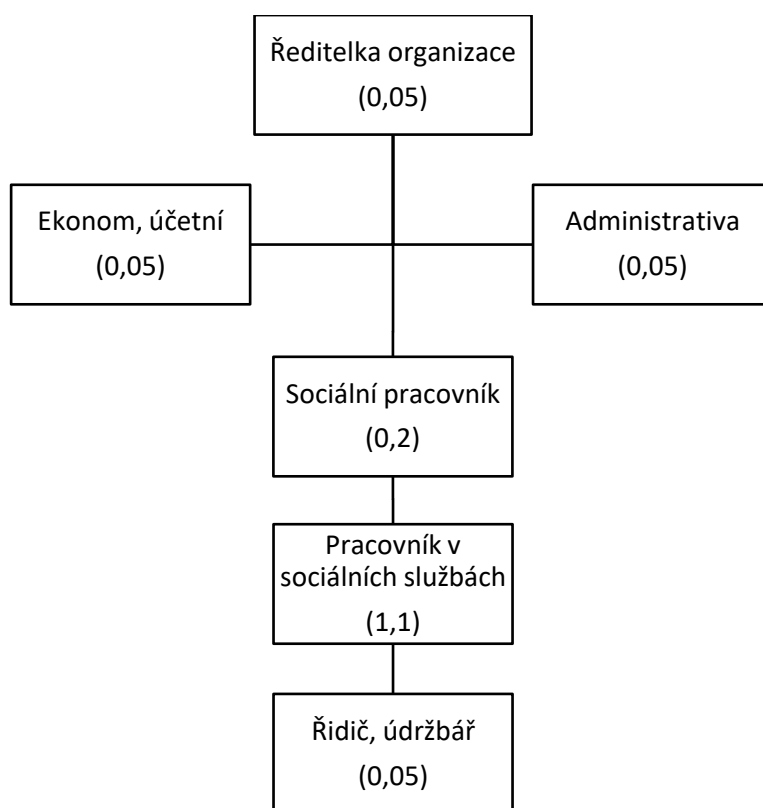 Ředitelka organizace
(0,05)
Ekonom, účetní
(0,05)
Administrativa
(0,05)
Sociální pracovník
(0,2)
Pracovník v
sociálních službách
(1,1)
Řidič, údržbář
(0,05)